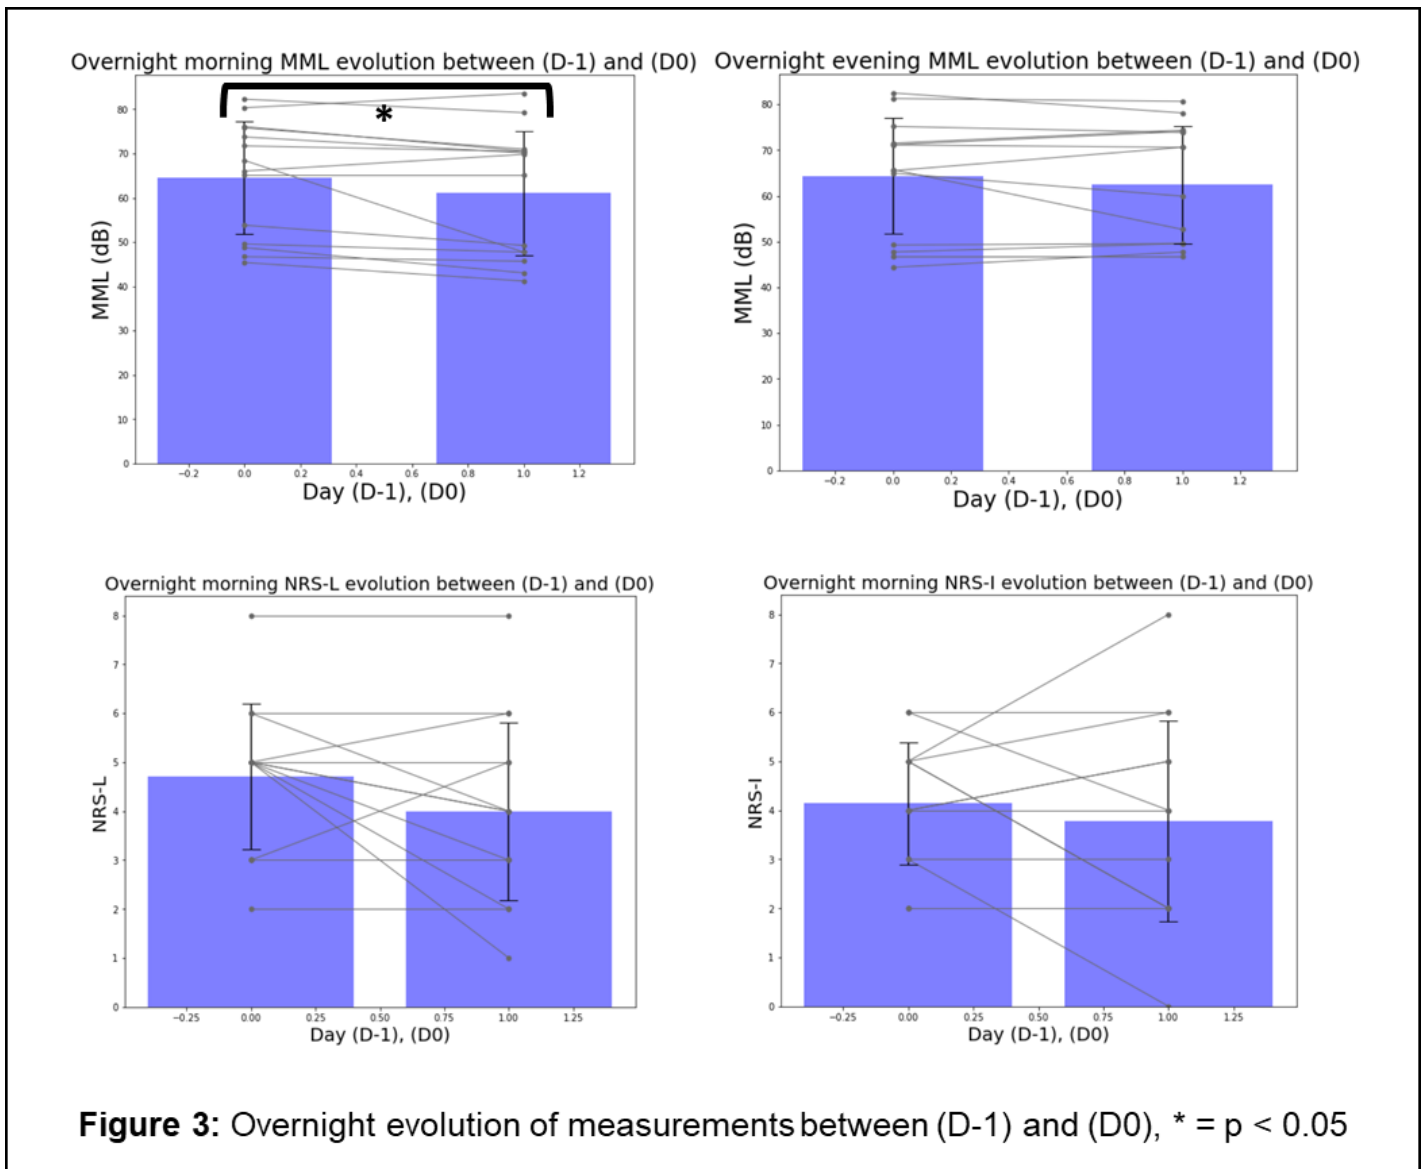 Overnight morning MML evolution between (D-1) and (D0)
*
80
70
60
50
40
30
20
10
0
MML (dB)
−0.2 0.0 0.2 0.4 0.6 0.8 1.0 1.4 1.2
Day (D-1), (D0)
Overnight evening MML evolution between (D-1) and (D0)
80
70
60
50
40
30
20
10
0
MML (dB)
−0.2 0.0 0.2 0.4 0.6 0.8 1.0 1.2
Day (D-1), (D0)
Overnight morning NRS-L evolution between (D-1) and (D0)
8
7
6
5
4
3
2
1
0
NRS-L
−0.25 0.00 0.25 0.50 0.75 1.00 1.25
Day (D-1), (D0)
Overnight morning NRS-I evolution between (D-1) and (D0)
8
7
6
5
4
3
2
1
0
NRS-I
−0.25 0.00 0.25 0.50 0.75 1.00 1.25
Day (D-1), (D0)
Figure 3: Overnight evolution of measurements between (D-1) and (D0), * = p < 0.05